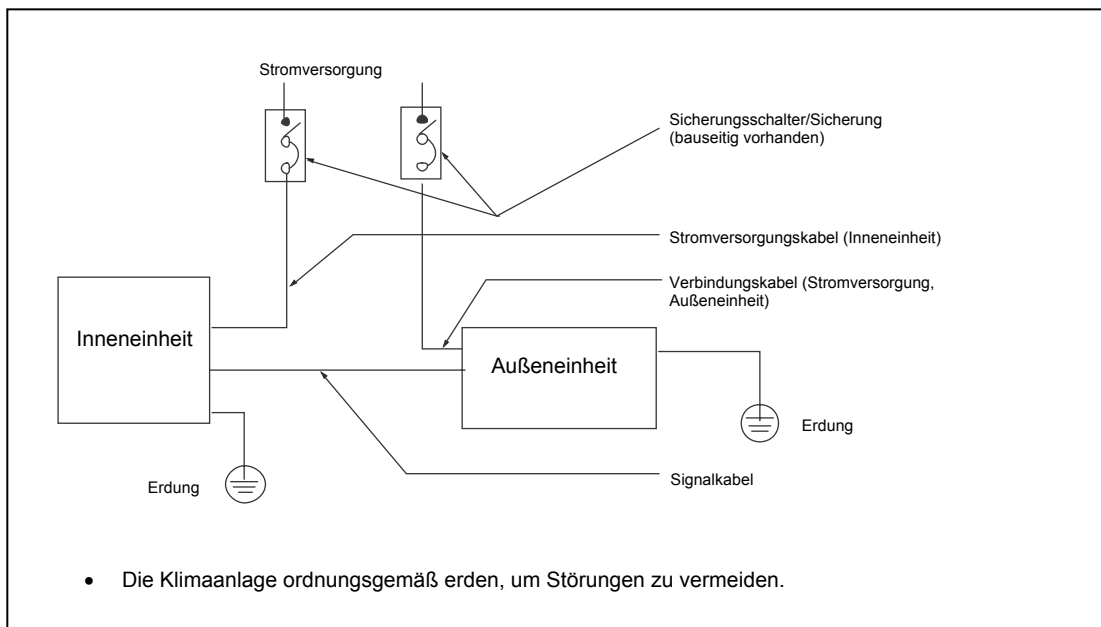 Stromversorgung
Sicherungsschalter/Sicherung
(bauseitig vorhanden)
Stromversorgungskabel (Inneneinheit)
Verbindungskabel (Stromversorgung,
Außeneinheit)
Inneneinheit
Außeneinheit
Erdung
Erdung
Signalkabel
• Die Klimaanlage ordnungsgemäß erden, um Störungen zu vermeiden.